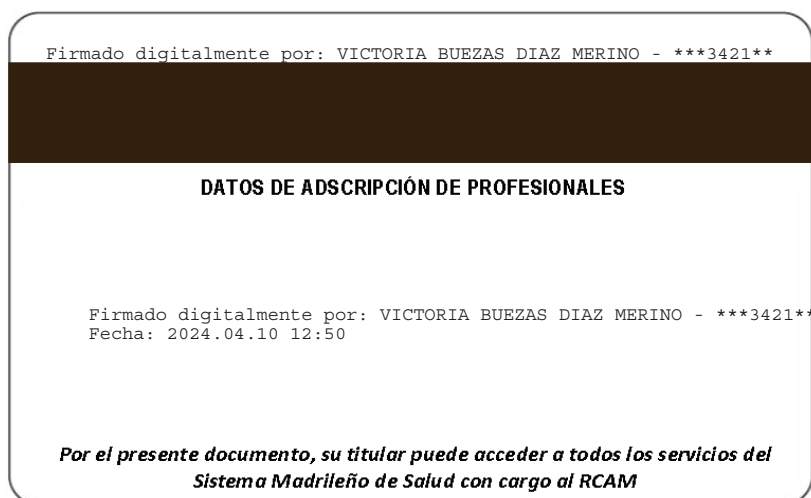 Firmado digitalmente por: VICTORIA BUEZAS DIAZ MERINO - ***3421**
DATOS DE ADSCRIPCIÓN DE PROFESIONALES
Firmado digitalmente por: VICTORIA BUEZAS DIAZ MERINO - ***3421**
Fecha: 2024.04.10 12:50
Por el presente documento, su titular puede acceder a todos los servicios del
Sistema Madrileño de Salud con cargo al RCAM